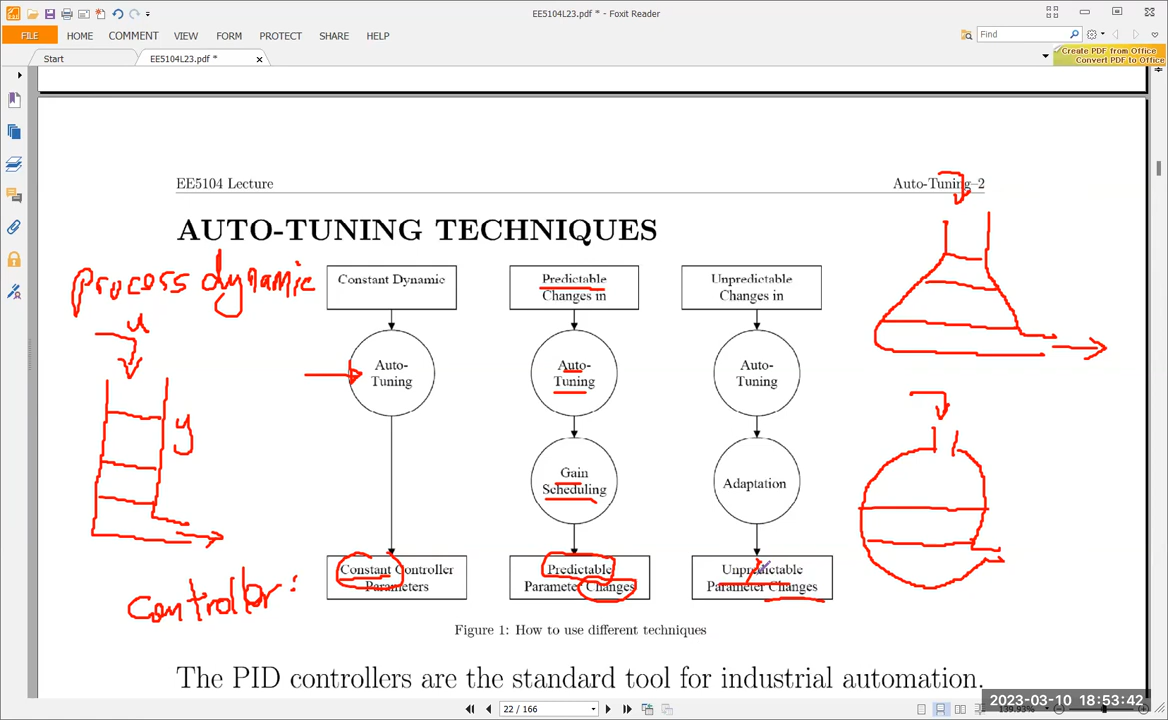 EE5104L23.pdf * - Foxit Reader
FILE HOME COMMENT VIEW FORM PROTECT SHARE HELP
Find
Start
EE5104L23.pdf *
Create PDF from Office
Convert PDF to Office
EE5104 Lecture
Auto-Tuning–2
AUTO-TUNING TECHNIQUES
process dynamic
Constant Dynamic
Predictable
Changes in
Unpredictable
Changes in
u
y
Auto-
Tuning
Auto-
Tuning
Auto-
Tuning
Gain
Scheduling
Adaptation
Controller:
Constant Controller
Parameters
Predictable
Parameter Changes
Unpredictable
Parameter Changes
Figure 1: How to use different techniques
The PID controllers are the standard tool for industrial automation.
2023-03-10 18:53:42
22 / 166
139.93%